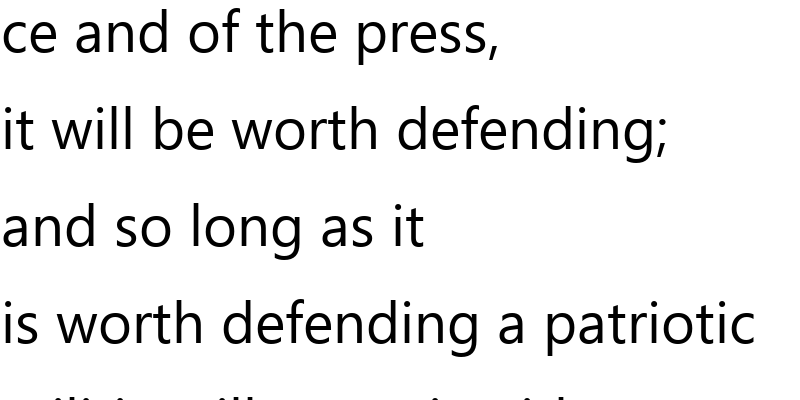 ce and of the press,
it will be worth defending;
and so long as it
is worth defending a patriotic